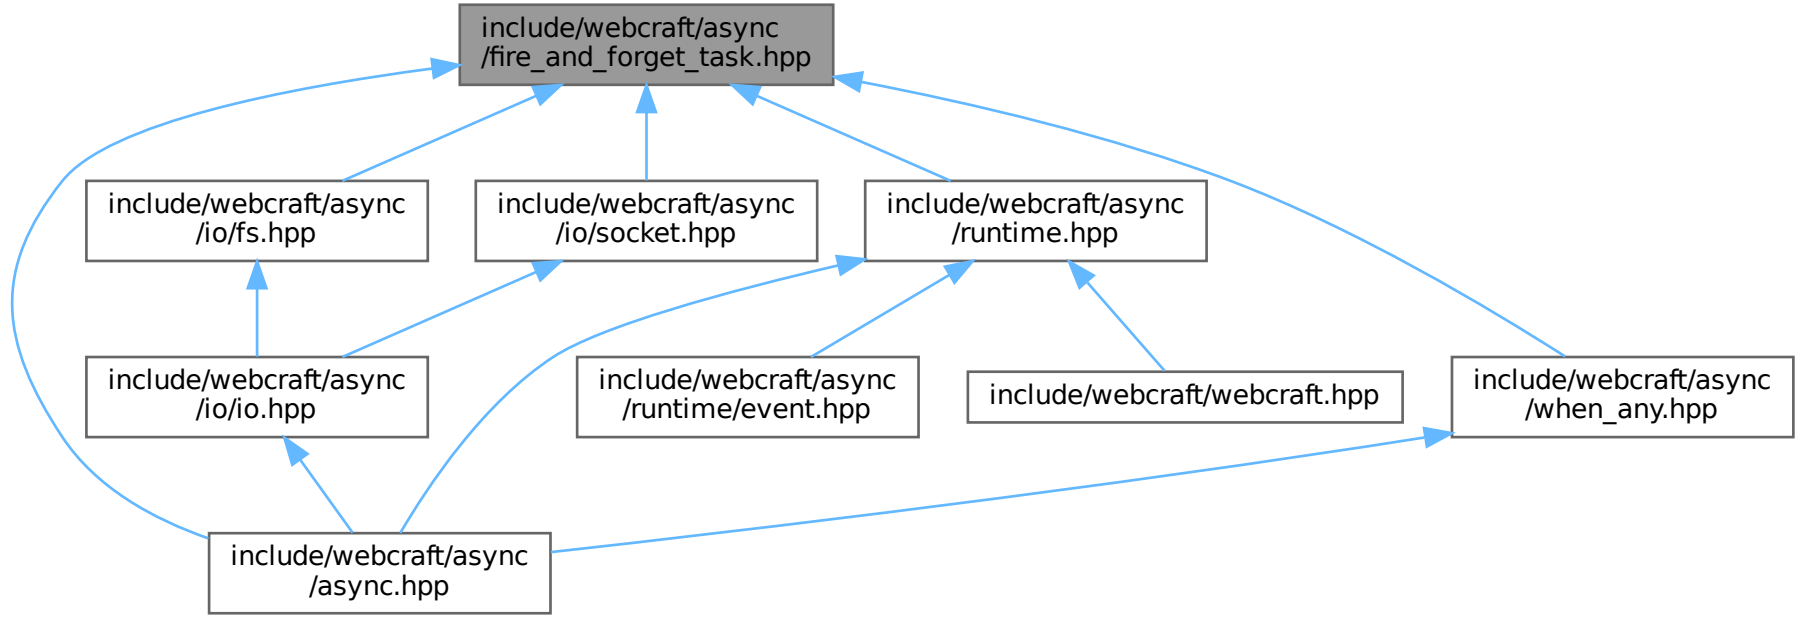 include/webcraft/async
/fire_and_forget_task.hpp
include/webcraft/async
/io/fs.hpp
include/webcraft/async
/io/socket.hpp
include/webcraft/async
/runtime.hpp
include/webcraft/async
/io/io.hpp
include/webcraft/async
/runtime/event.hpp
include/webcraft/webcraft.hpp
include/webcraft/async
/when_any.hpp
include/webcraft/async
/async.hpp